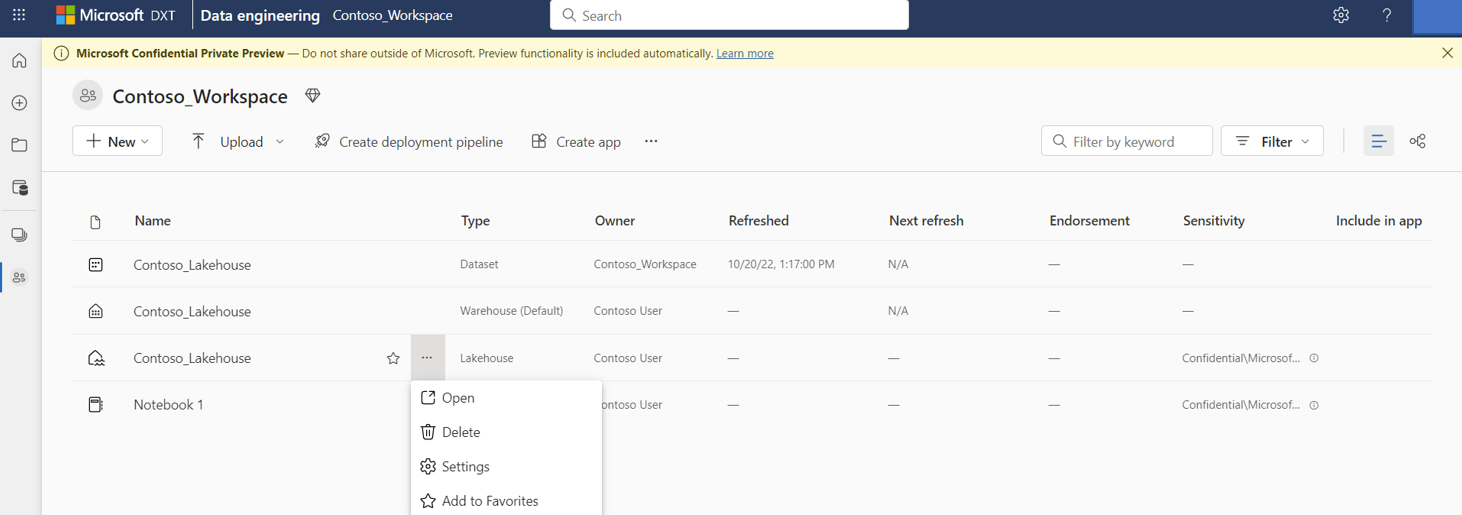 Microsoft DXT Data engineering Contoso_Workspace Search ?
Microsoft Confidential Private Preview — Do not share outside of Microsoft. Preview functionality is included automatically. Learn more
Contoso_Workspace
New Upload Create deployment pipeline Create app ... Filter by keyword Filter
Name Type Owner Refreshed Next refresh Endorsement Sensitivity Include in app
Contoso_Lakehouse Dataset Contoso_Workspace 10/20/22, 1:17:00 PM N/A — —
Contoso_Lakehouse Warehouse (Default) Contoso User — N/A — —
Contoso_Lakehouse ... Lakehouse Contoso User — — — Confidential\Microsof...
Notebook 1 ontoso User — — — Confidential\Microsof...
Open
Delete
Settings
Add to Favorites